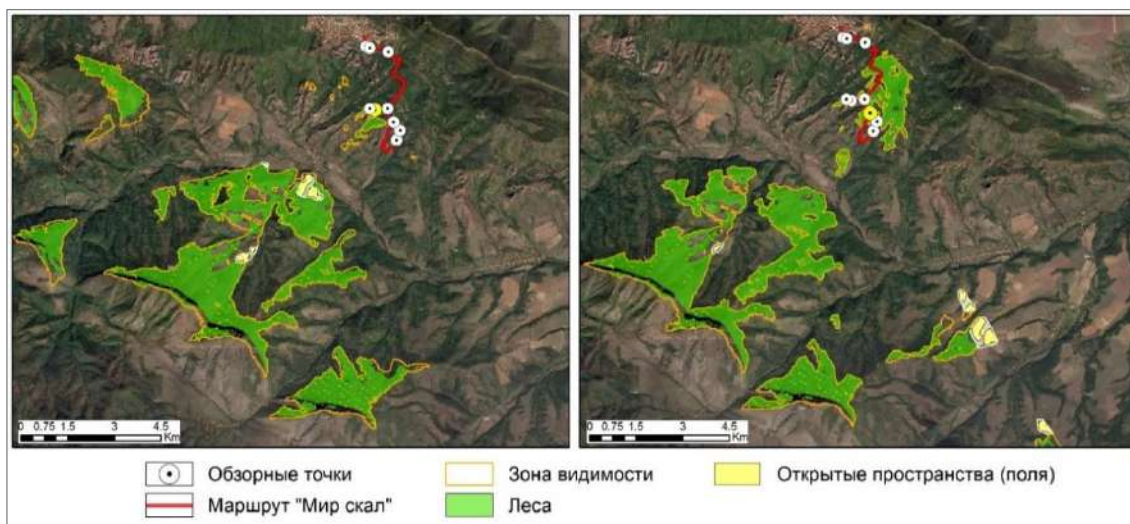 0 0.75 1.5 3 4.5
Km
0 0.75 1.5 3 4.5
Km
Обзорные точки
Зона видимости
Открытые пространства (поля)
Маршрут "Мир скал"
Леса